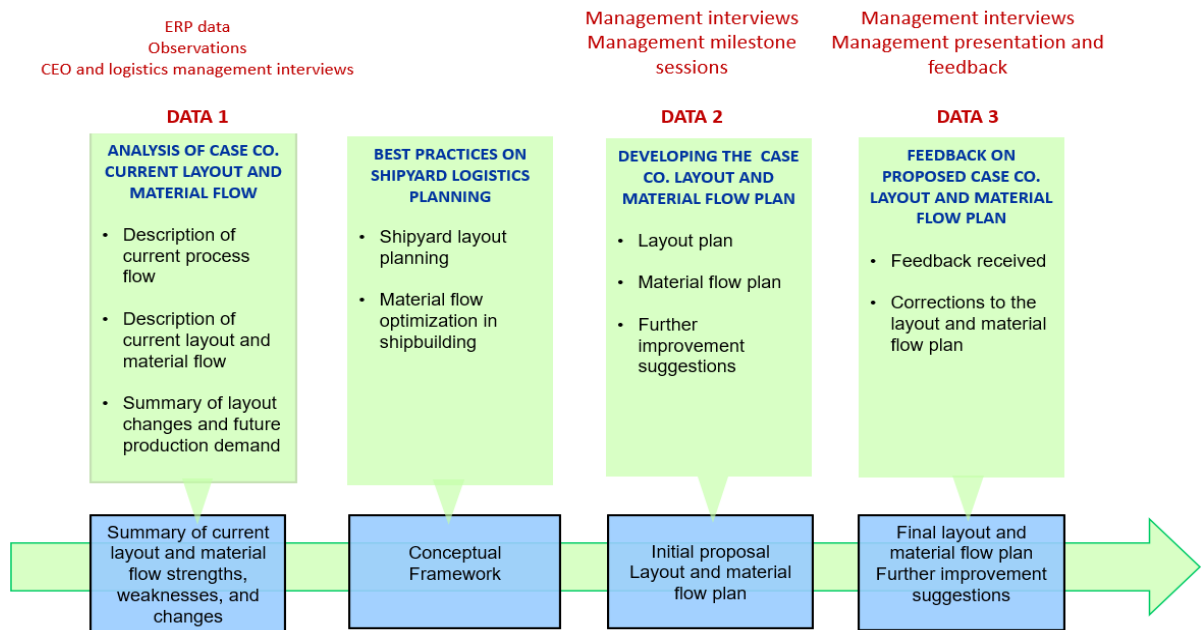 ERP data
Observations
CEO and logistics management interviews
DATA 1
ANALYSIS OF CASE CO.
CURRENT LAYOUT AND
MATERIAL FLOW
• Description of
current process
flow
• Description of
current layout and
material flow
• Summary of layout
changes and future
production demand
Summary of current
layout and material
flow strengths,
weaknesses, and
changes
BEST PRACTICES ON
SHIPYARD LOGISTICS
PLANNING
• Shipyard layout
planning
• Material flow
optimization in
shipbuilding
Conceptual
Framework
Management interviews
Management milestone
sessions
DATA 2
DEVELOPING THE CASE
CO. LAYOUT AND
MATERIAL FLOW PLAN
• Layout plan
• Material flow plan
• Further
improvement
suggestions
Initial proposal
Layout and material
flow plan
Management interviews
Management presentation and
feedback
DATA 3
FEEDBACK ON
PROPOSED CASE CO.
LAYOUT AND MATERIAL
FLOW PLAN
• Feedback received
• Corrections to the
layout and material
flow plan
Final layout and
material flow plan
Further improvement
suggestions